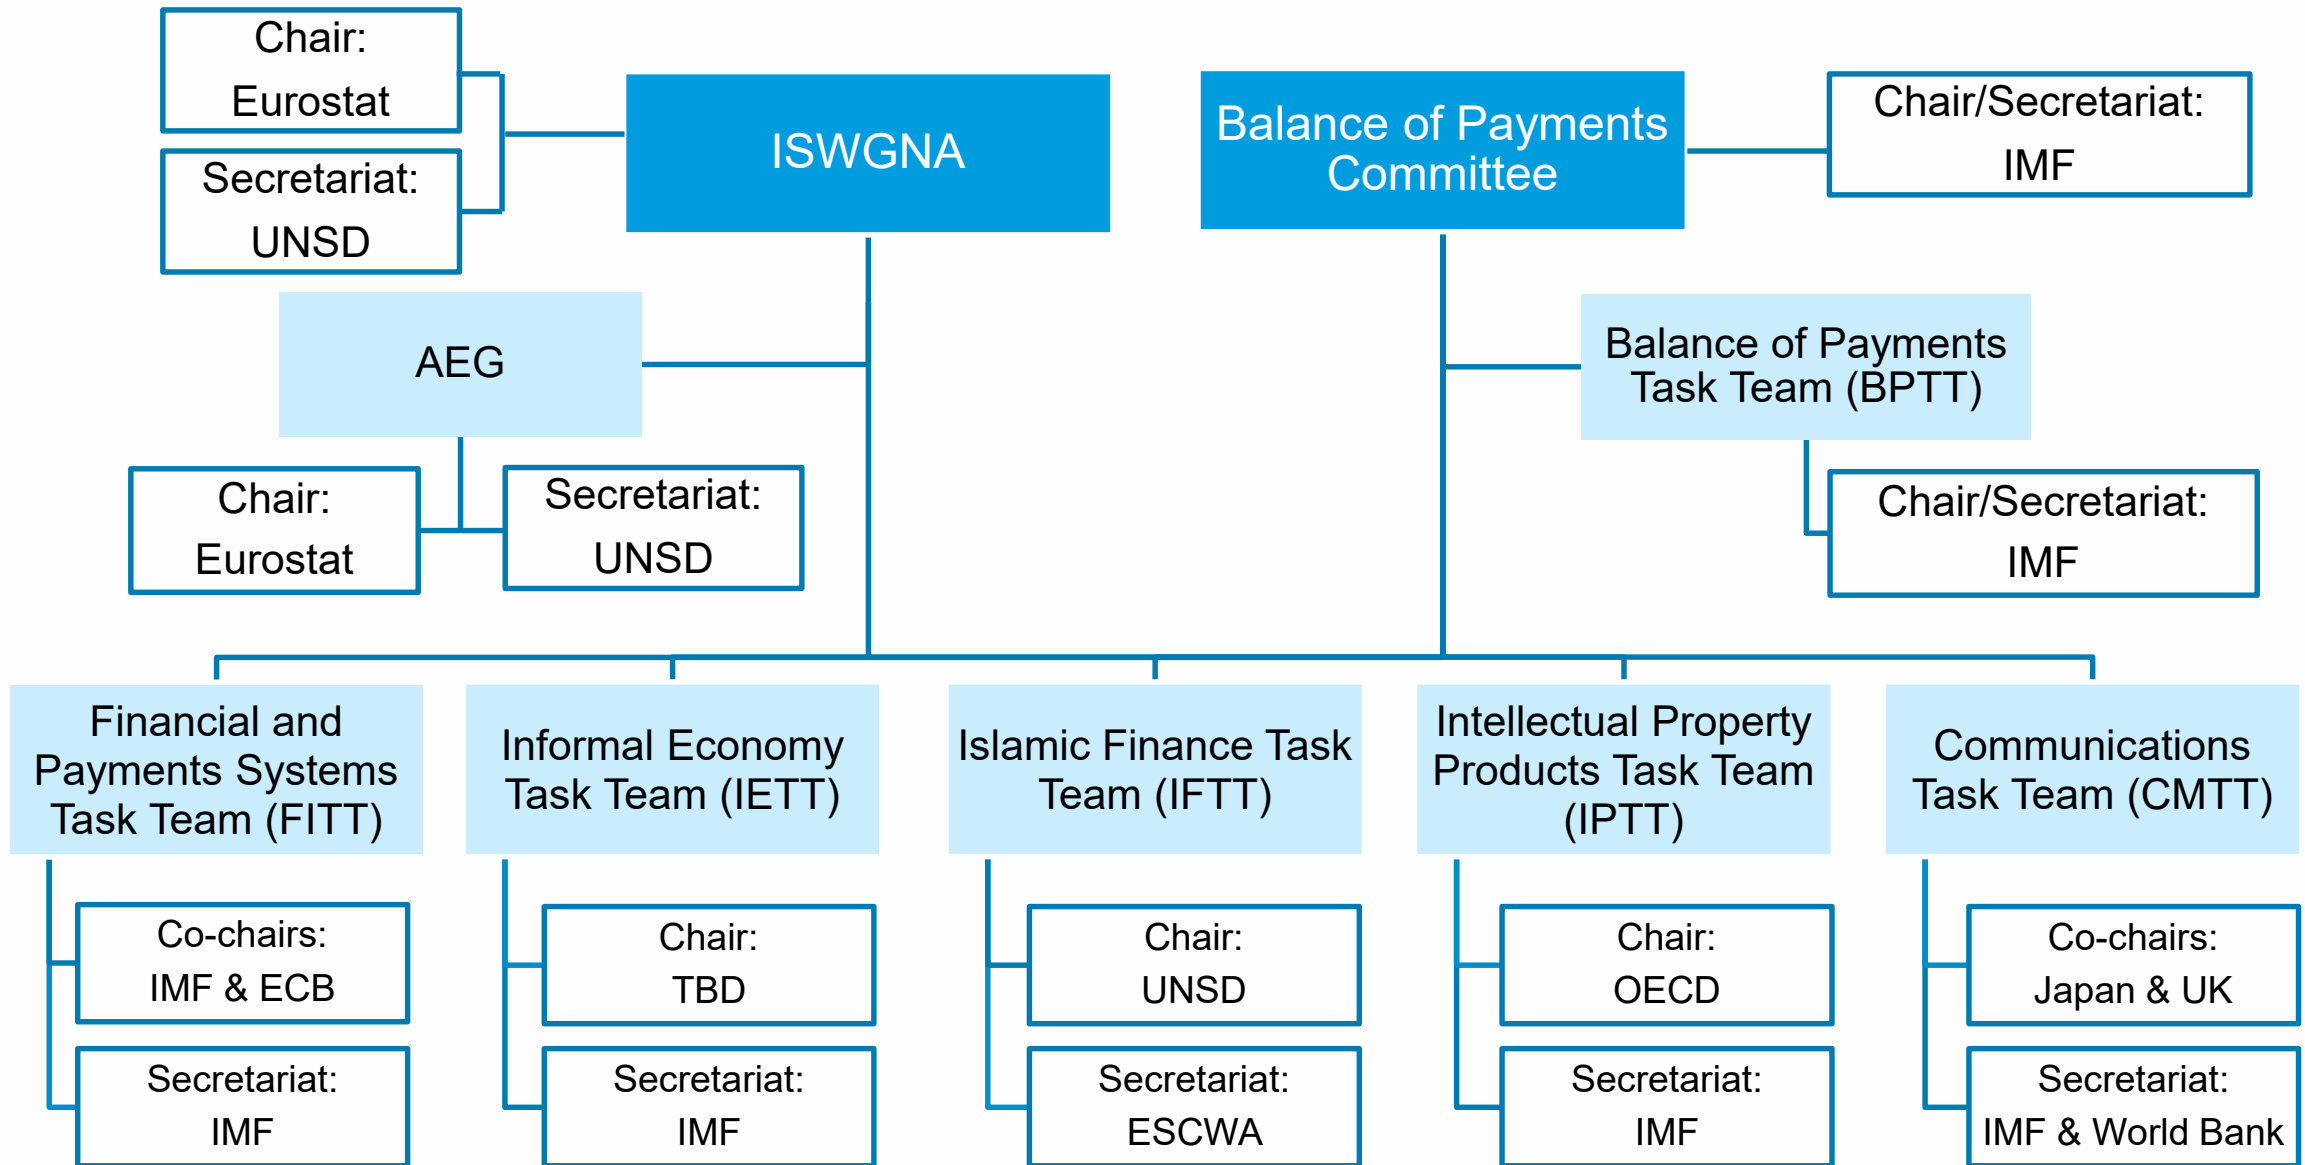 Chair:
Eurostat
Secretariat:
UNSD
ISWGNA
Balance of Payments
Committee
Chair/Secretariat:
IMF
AEG
Chair:
Eurostat
Secretariat:
UNSD
Balance of Payments
Task Team (BPTT)
Chair/Secretariat:
IMF
Financial and
Payments Systems
Task Team (FITT)
Co-chairs:
IMF & ECB
Secretariat:
IMF
Informal Economy
Task Team (IETT)
Chair:
TBD
Secretariat:
IMF
Islamic Finance Task
Team (IFTT)
Chair:
UNSD
Secretariat:
ESCWA
Intellectual Property
Products Task Team
(IPTT)
Chair:
OECD
Secretariat:
IMF
Communications
Task Team (CMTT)
Co-chairs:
Japan & UK
Secretariat:
IMF & World Bank